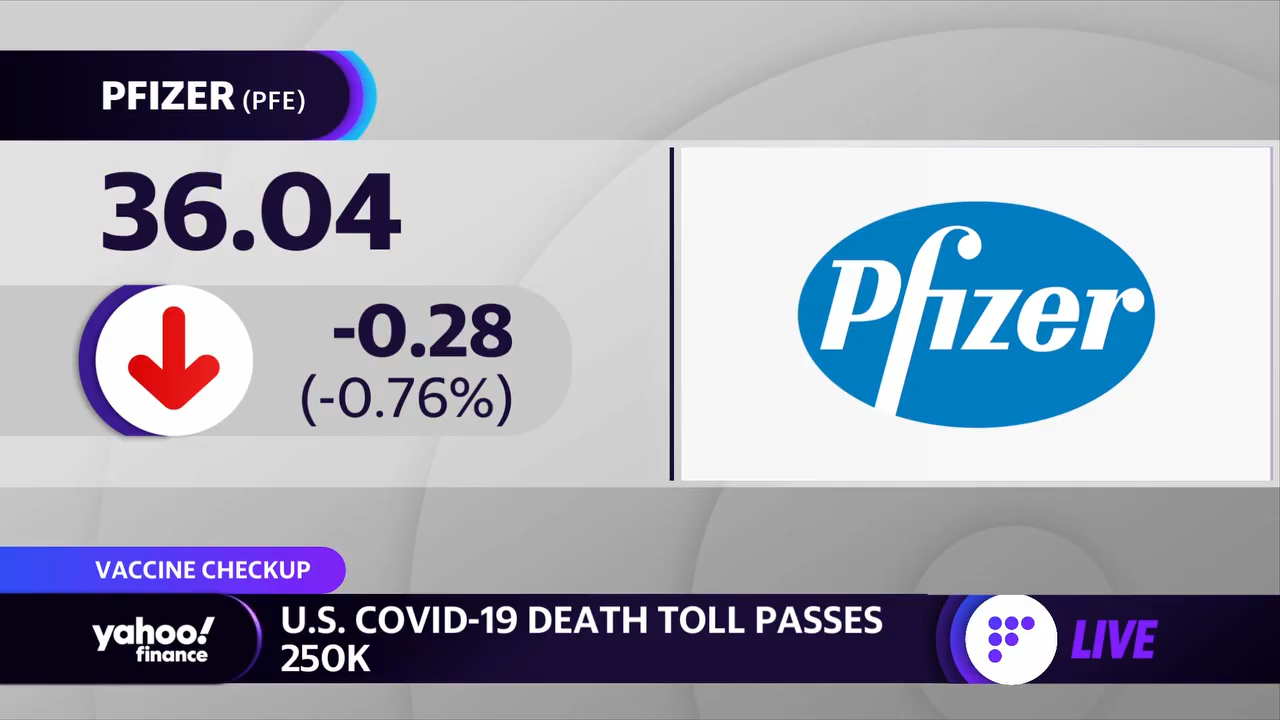 PFIZER (PFE)
36.04
-0.28
(-0.76%)
Pfizer
VACCINE CHECKUP
yahoo!
finance
U.S. COVID-19 DEATH TOLL PASSES
250K
LIVE